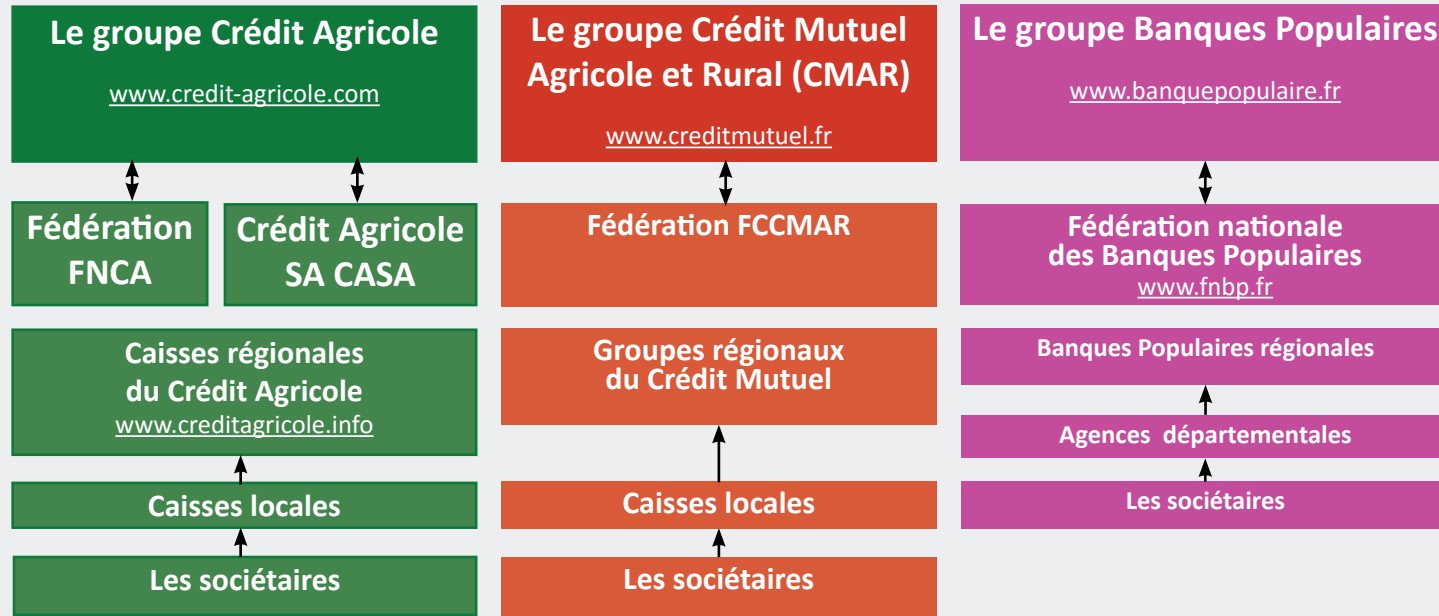 Le groupe Crédit Agricole
www.credit-agricole.com
Fédération
FNCA
Crédit Agricole
SA CASA
Caisses régionales
du Crédit Agricole
www.creditagricole.info
Caisses locales
Les sociétaires
Le groupe Crédit Mutuel
Agricole et Rural (CMAR)
www.creditmutuel.fr
Fédération FCCMAR
Groupes régionaux
du Crédit Mutuel
Caisses locales
Les sociétaires
Le groupe Banques Populaires
www.banquepopulaire.fr
Fédération nationale
des Banques Populaires
www.fnbp.fr
Banques Populaires régionales
Agences départementales
Les sociétaires